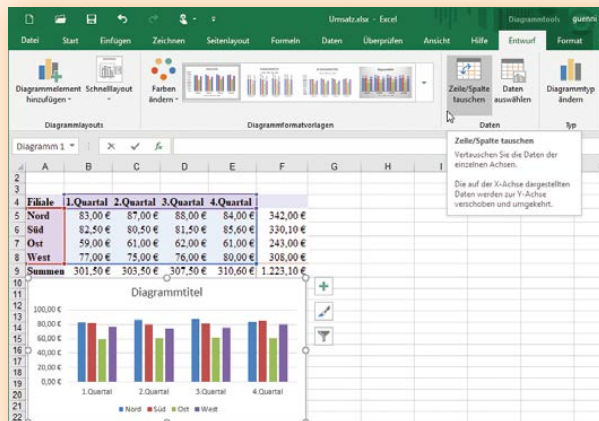 Umsatz.xlsx - Excel Diagrammtools guenni
Datei Start Einfügen Zeichnen Seitenlayout Formeln Daten Überprüfen Ansicht Hilfe Entwurf Format
Diagrammelement hinzufügen Schnelllayout Farben ändern Zeile/Spalte tauschen Daten auswählen Diagrammtyp ändern
Diagrammlayouts Diagrammformatvorlagen Daten Typ
Diagramm 1 fx
Zeile/Spalte tauschen
Vertauschen Sie die Daten der
einzelnen Achsen.
Die auf der X-Achse dargestellten
Daten werden zur Y-Achse
verschoben und umgekehrt.
A B C D E F G H I
2
3
4 Filiale 1.Quartal 2.Quartal 3.Quartal 4.Quartal
5 Nord 83,00 € 87,00 € 88,00 € 84,00 € 342,00 €
6 Süd 82,50 € 80,50 € 81,50 € 85,60 € 330,10 €
7 Ost 59,00 € 61,00 € 62,00 € 61,00 € 243,00 €
8 West 77,00 € 75,00 € 76,00 € 80,00 € 308,00 €
9 Summen 301,50 € 303,50 € 307,50 € 310,60 € 1.223,10 €
10
11
12
13
14
15
16
17
18
19
20
21
22
Diagrammtitel
100,00 €
80,00 €
60,00 €
40,00 €
20,00 €
0,00 €
1.Quartal 2.Quartal 3.Quartal 4.Quartal
Nord Süd Ost West